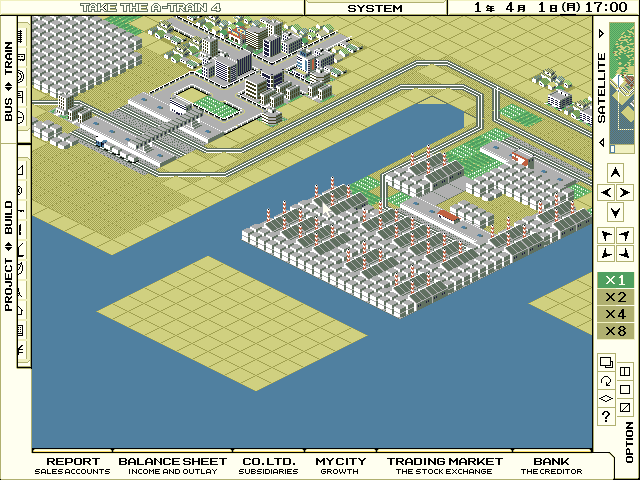 TAKE THE A-TRAIN 4
SYSTEM
1年 4月 1日(月)17:00
BUS ◆ TRAIN
PROJECT ◆ BUILD
SATELLITE
×1
×2
×4
×8
?
OPTION
REPORT
SALES ACCOUNTS
BALANCE SHEET
INCOME AND OUTLAY
CO.LTD.
SUBSIDIARIES
MYCITY
GROWTH
TRADING MARKET
THE STOCK EXCHANGE
BANK
THE CREDITOR